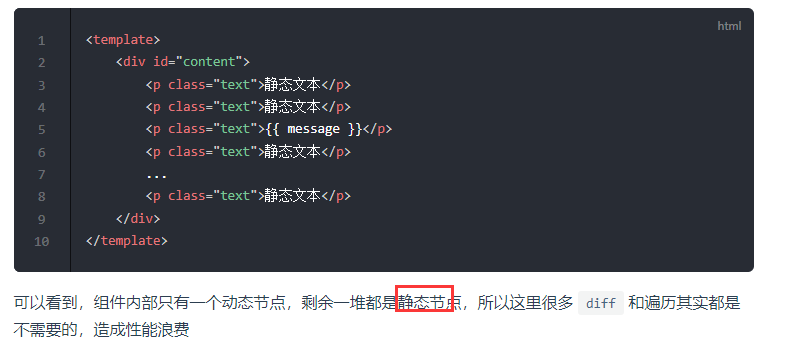 html
1 <template>
2 <div id="content">
3 <p class="text">静态文本</p>
4 <p class="text">静态文本</p>
5 <p class="text">{{ message }}</p>
6 <p class="text">静态文本</p>
7 ...
8 <p class="text">静态文本</p>
9 </div>
10 </template>
可以看到，组件内部只有一个动态节点，剩余一堆都是静态节点，所以这里很多 diff 和遍历其实都是
不需要的，造成性能浪费